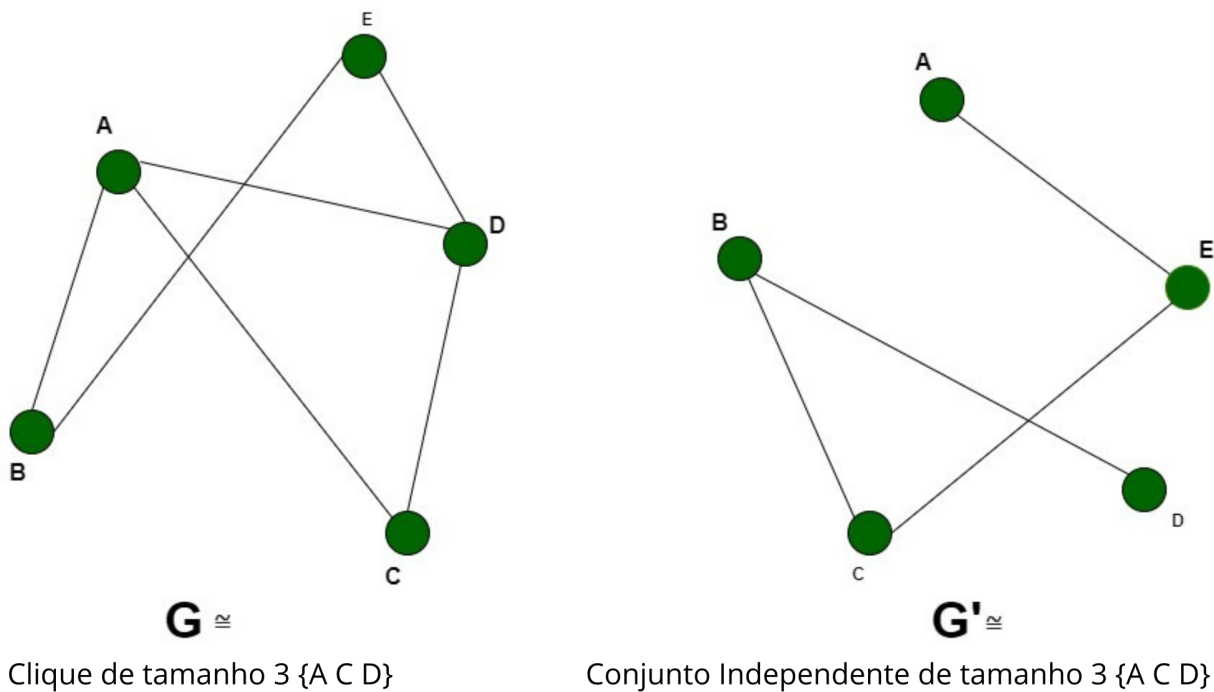 E
A
D
B
C
G ≅
Clique de tamanho 3 {A C D}
A
B
E
D
C
G'≅
Conjunto Independente de tamanho 3 {A C D}